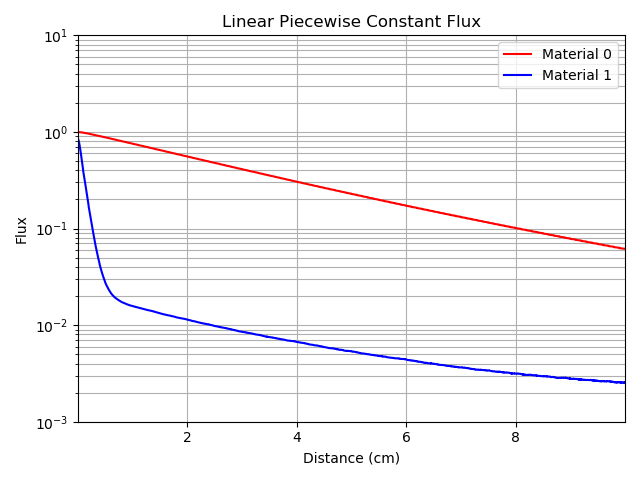 Linear Piecewise Constant Flux
Material 0
Material 1
10^1
10^0
10^-1
10^-2
10^-3
Flux
2
4
6
8
Distance (cm)